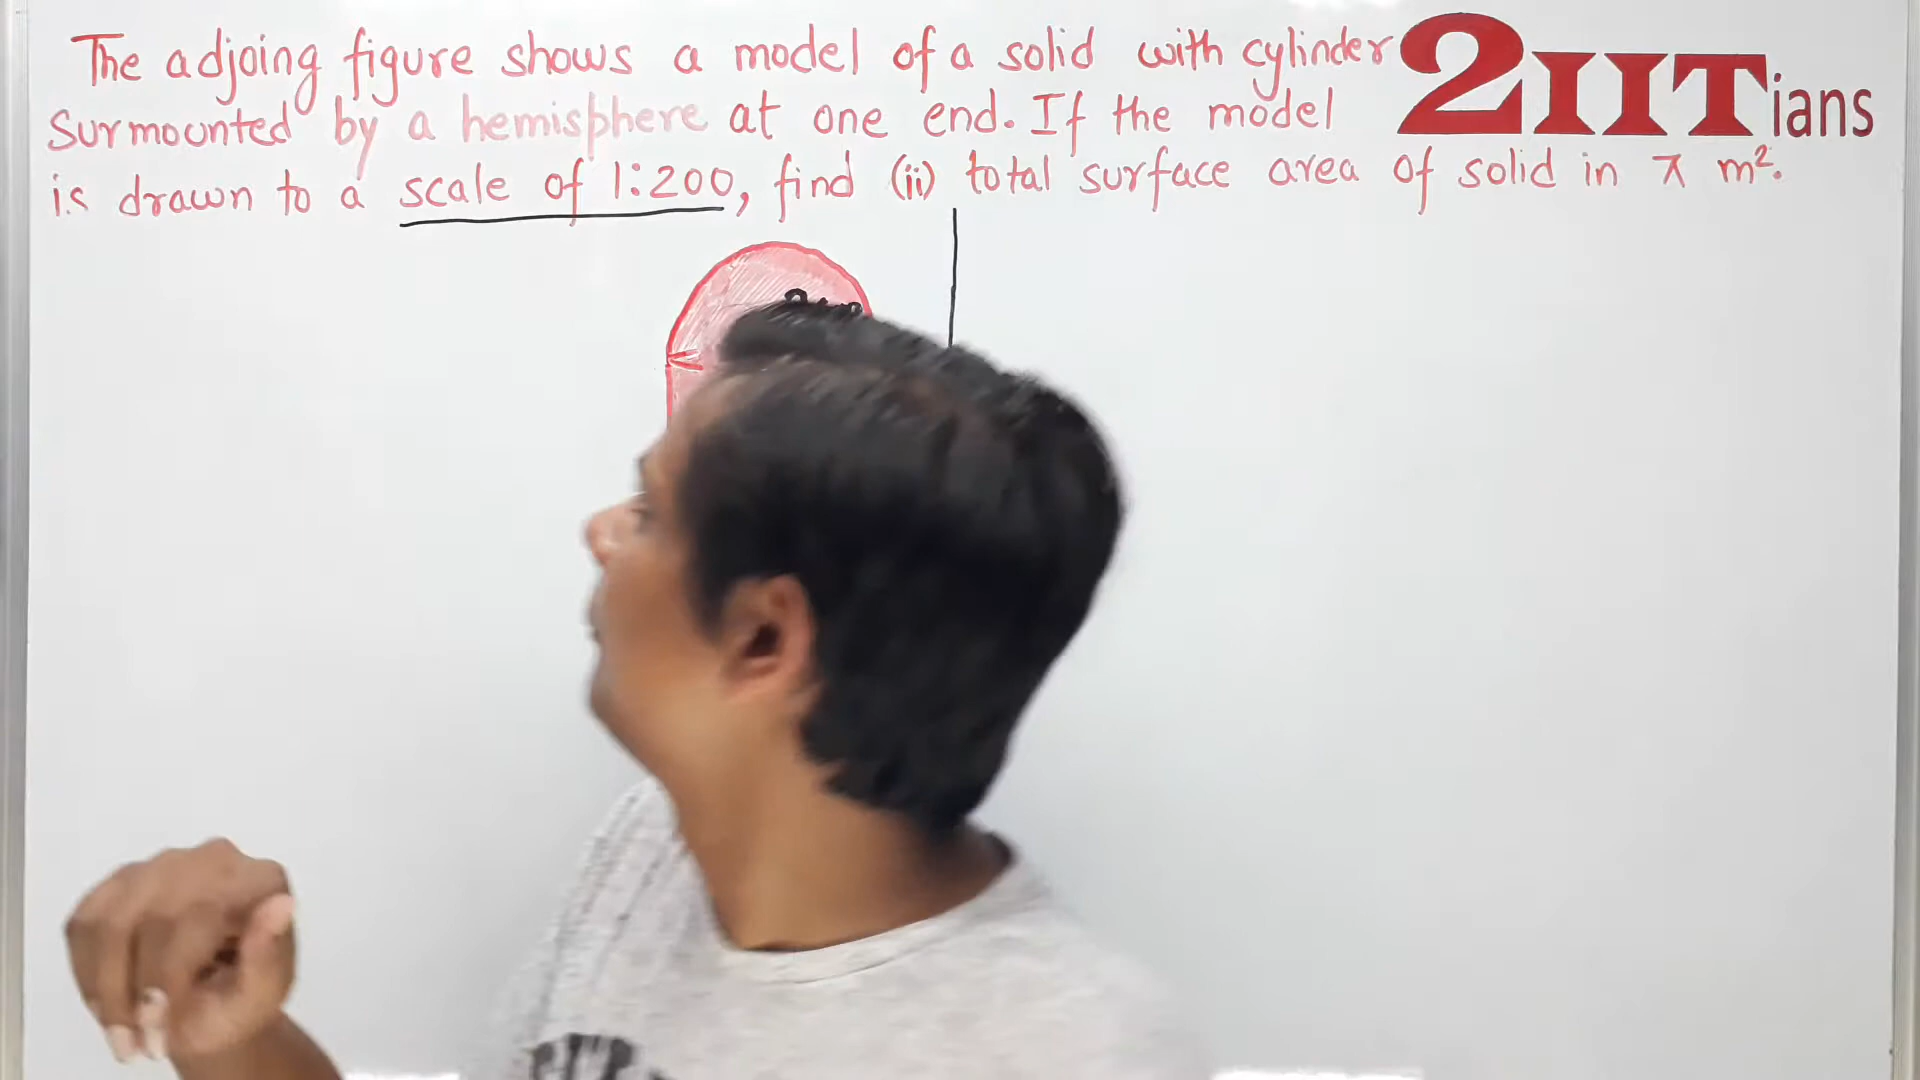 The adjoing figure shows a model of a solid with cylinder
Surmounted by a hemisphere at one end. If the model
is drawn to a scale of 1:200, find (ii) total surface area of solid in π m².
2IITians